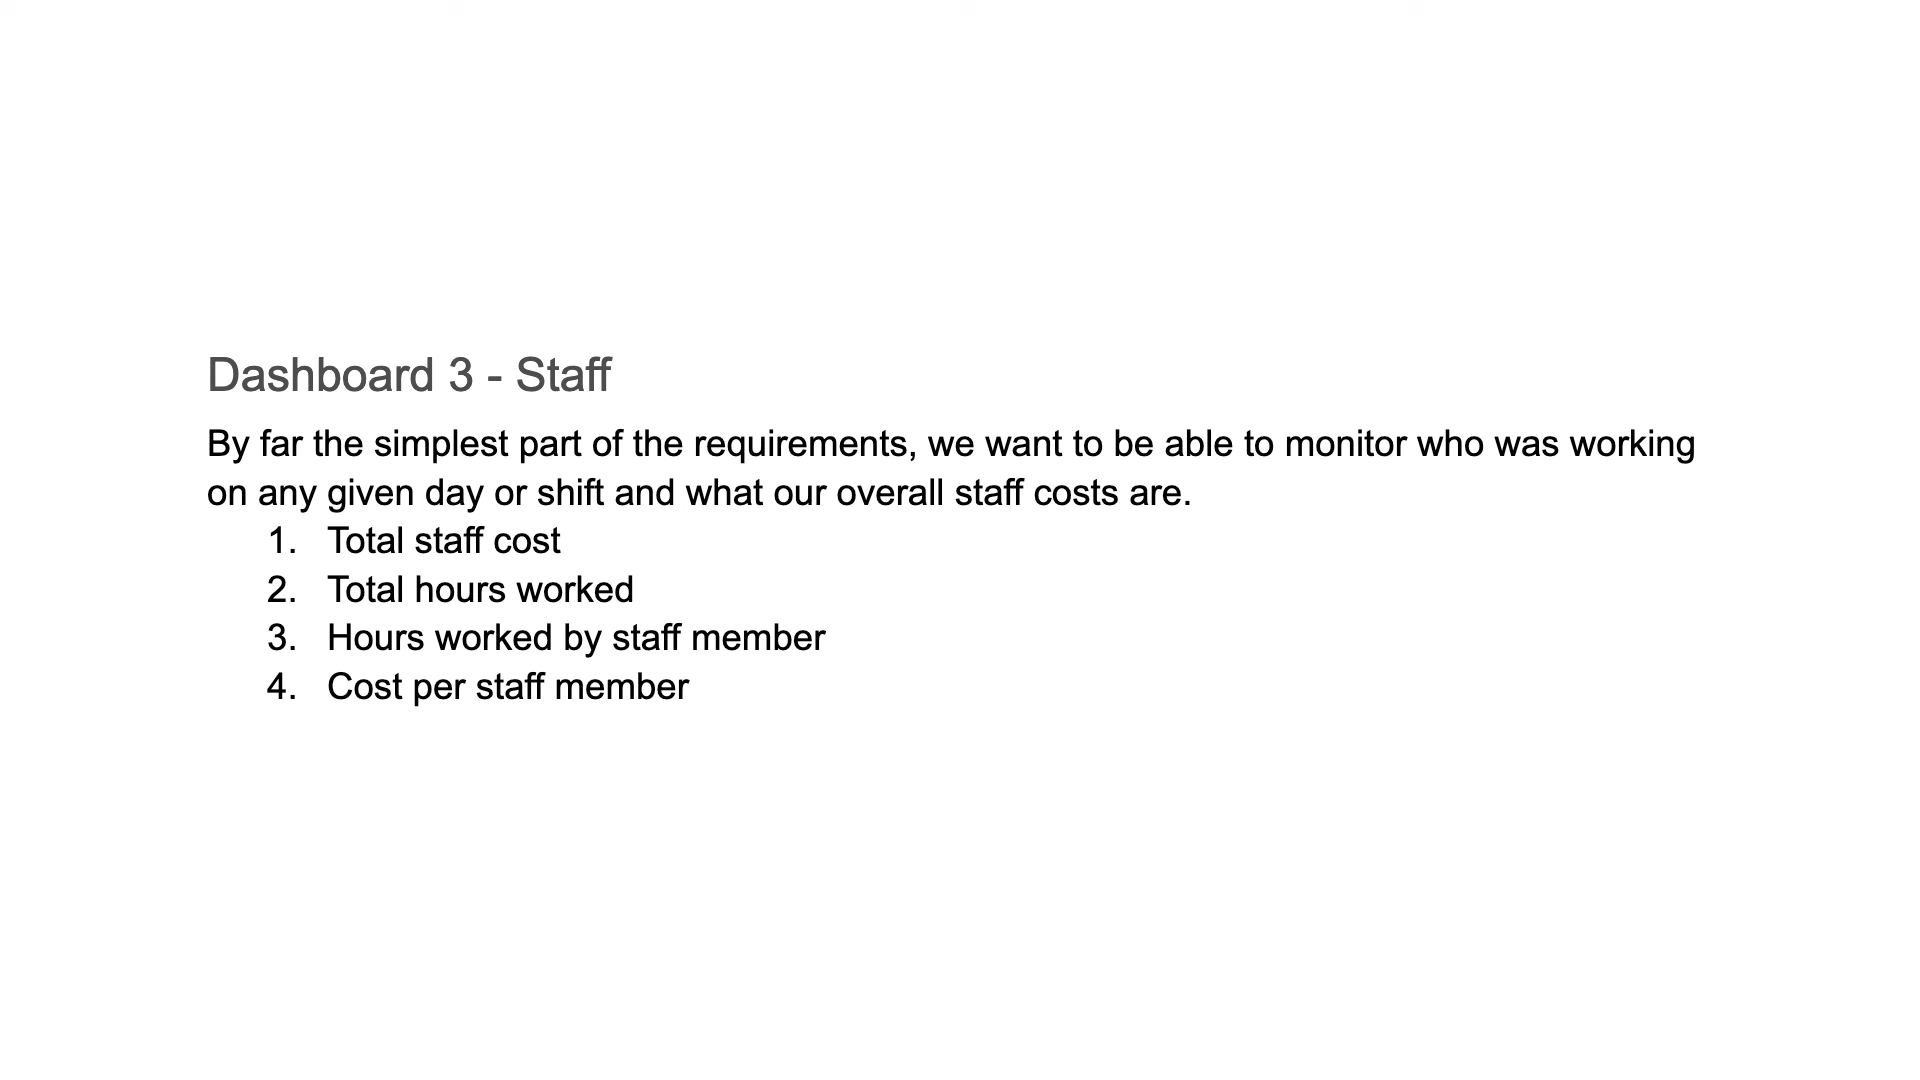 Dashboard 3 - Staff
By far the simplest part of the requirements, we want to be able to monitor who was working
on any given day or shift and what our overall staff costs are.
1. Total staff cost
2. Total hours worked
3. Hours worked by staff member
4. Cost per staff member